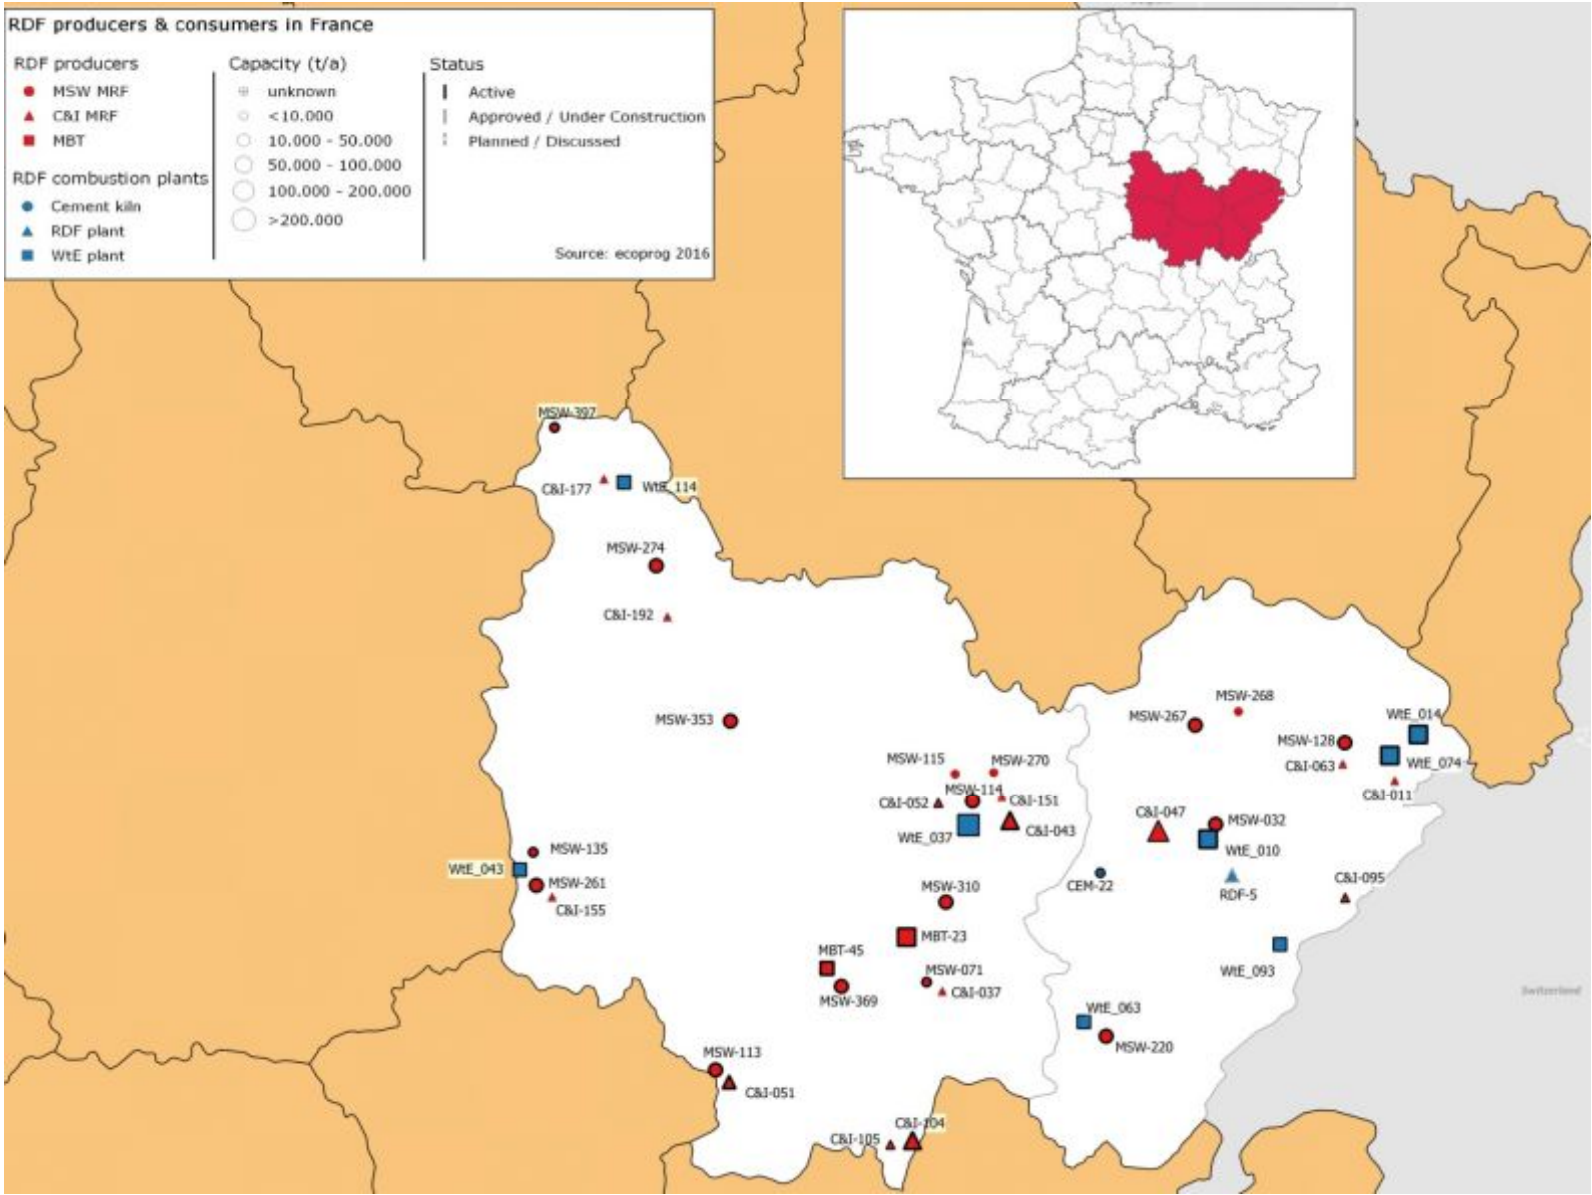 RDF producers & consumers in France
RDF producers
MSW MRF
C&I MRF
MBT
RDF combustion plants
Cement kiln
RDF plant
WtE plant
Capacity (t/a)
unknown
<10.000
10.000 - 50.000
50.000 - 100.000
100.000 - 200.000
>200.000
Status
Active
Approved / Under Construction
Planned / Discussed
Source: ecoprog 2016
MSW-397
C&I-177
WtE_114
MSW-274
C&I-192
MSW-353
MSW-268
MSW-267
WtE_014
MSW-128
WtE_074
C&I-063
C&I-011
MSW-115
MSW-270
MSW-114
C&I-052
C&I-151
C&I-047
MSW-032
WtE_037
C&I-043
WtE_010
MSW-135
WtE_043
MSW-261
C&I-155
CEM-22
RDF-5
C&I-095
MSW-310
MBT-23
MBT-45
MSW-071
WtE_093
C&I-037
MSW-369
Switzerland
WtE_063
MSW-220
MSW-113
C&I-051
C&I-104
C&I-105